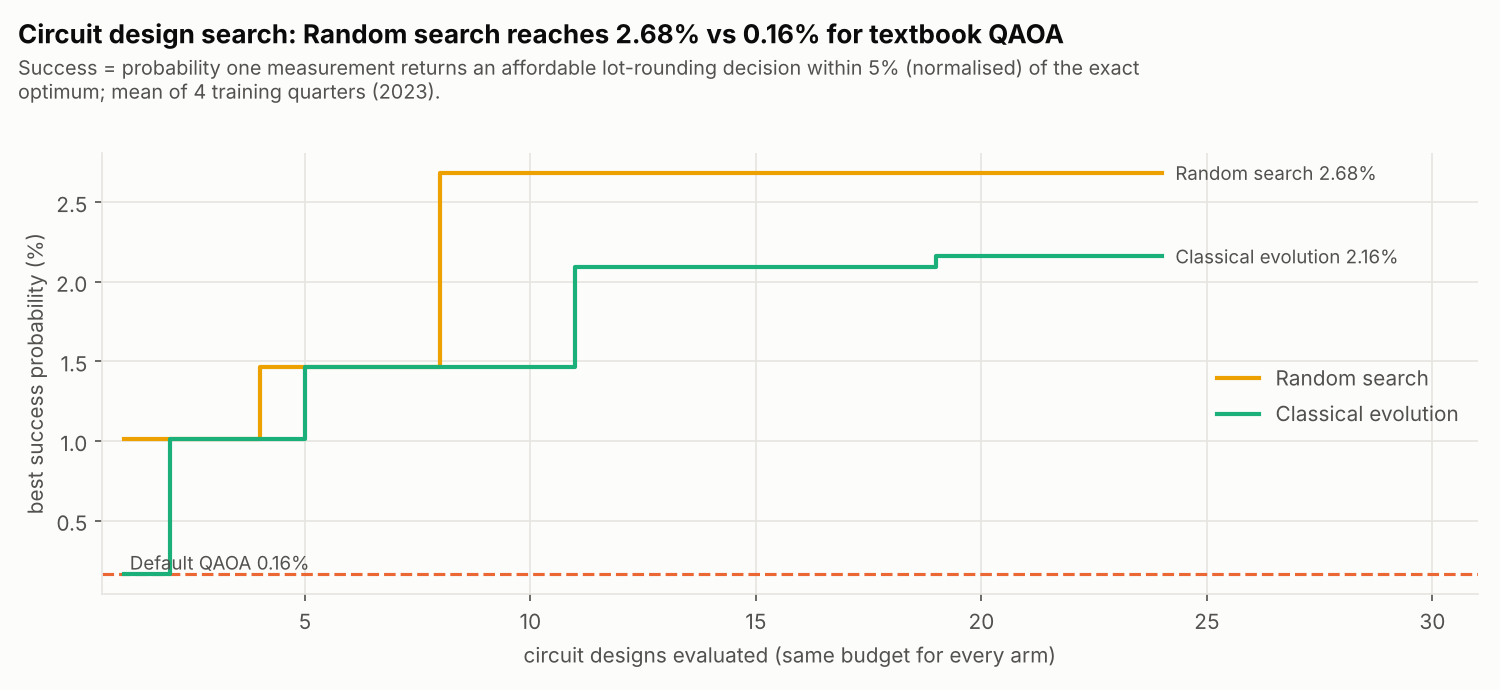 Circuit design search: Random search reaches 2.68% vs 0.16% for textbook QAOA
Success = probability one measurement returns an affordable lot-rounding decision within 5% (normalised) of the exact
optimum; mean of 4 training quarters (2023).
best success probability (%)
2.5
2.0
1.5
1.0
0.5
Random search 2.68%
Classical evolution 2.16%
Random search
Classical evolution
Default QAOA 0.16%
5
10
15
20
25
30
circuit designs evaluated (same budget for every arm)